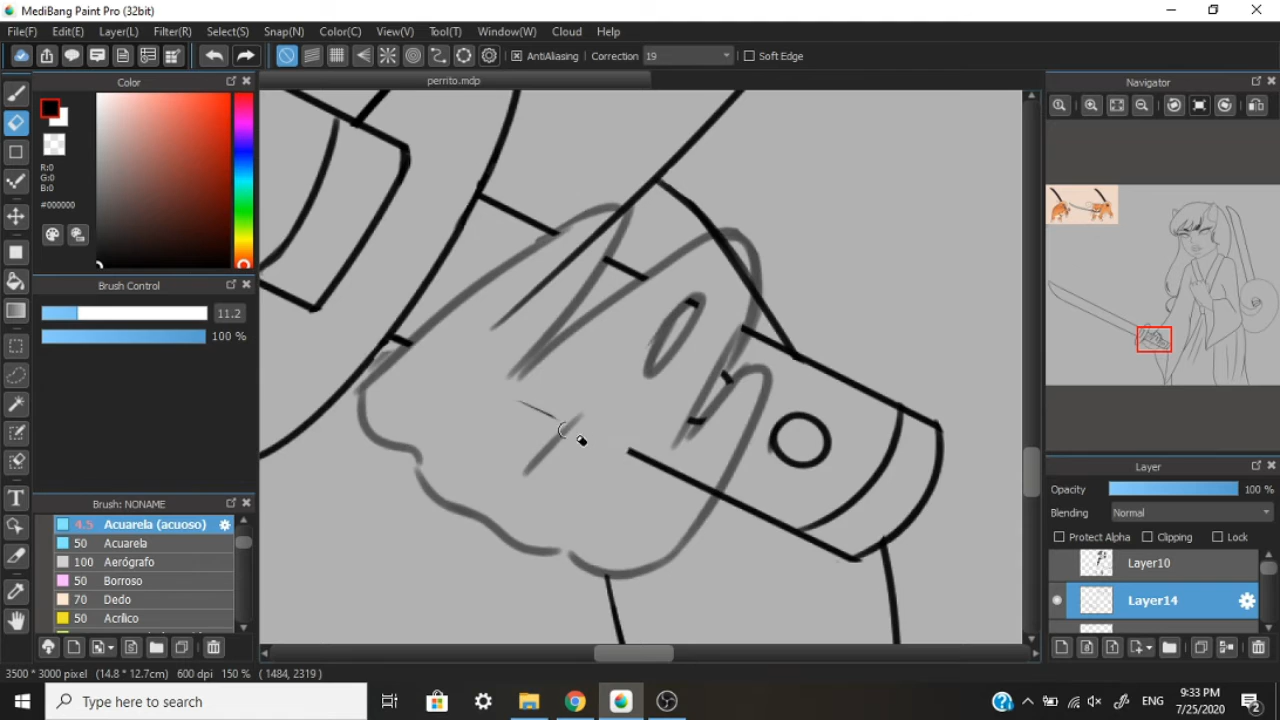 MediBang Paint Pro (32bit)
File(F) Edit(E) Layer(L) Filter(R) Select(S) Snap(N) Color(C) View(V) Tool(T) Window(W) Cloud Help
AntiAliasing Correction 19 Soft Edge
Color
perrito.mdp
Navigator
R:0
G:0
B:0
#000000
Brush Control
11.2
100 %
Brush: NONAME
4.5 Acuarela (acuoso)
50 Acuarela
100 Aerógrafo
50 Borroso
70 Dedo
50 Acrílico
Layer
Opacity 100 %
Blending Normal
Protect Alpha Clipping Lock
Layer10
Layer14
3500 * 3000 pixel (14.8 * 12.7cm) 600 dpi 150 % ( 1484, 2319 )
Type here to search
ENG
9:33 PM
7/25/2020
2